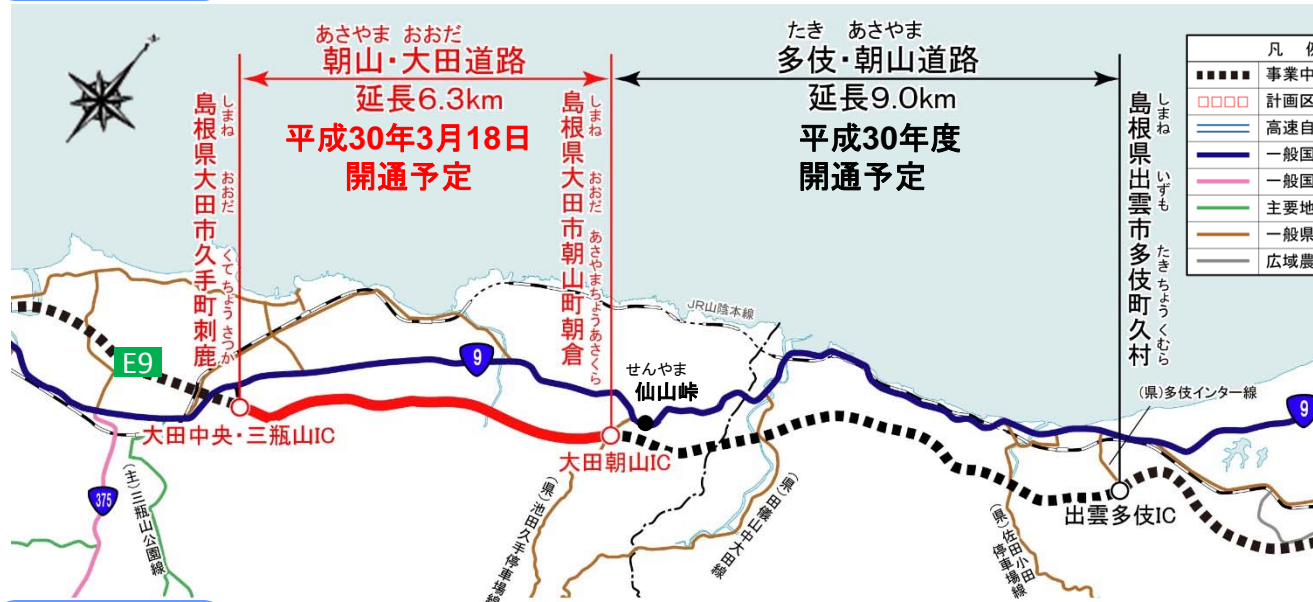 あさやま おおだ
朝山・大田道路
延長6.3km
平成30年3月18日
開通予定
たき あさやま
多伎・朝山道路
延長9.0km
平成30年度
開通予定
しまね おおだ くてちょう さつか
島根県大田市久手町刺鹿
しまね おおだ あさやまちょうあさくら
島根県大田市朝山町朝倉
しまね いずも たきちょう くむら
島根県出雲市多伎町久村
凡 例
事業中
計画区
高速自
一般国
一般国
主要地
一般県
広域農
JR山陰本線
E9
9
せんやま
仙山峠
(県)多伎インター線
9
大田中央・三瓶山IC
大田朝山IC
出雲多伎IC
375
(主)三瓶山公園線
(県)池田久手停車場線
(県)田儀山中大田線
(県)佐田小田
停車場線